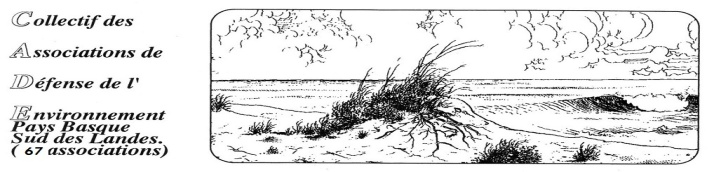 Collectif des
Associations de
Défense de l'
Environnement
Pays Basque
Sud des Landes.
( 67 associations)